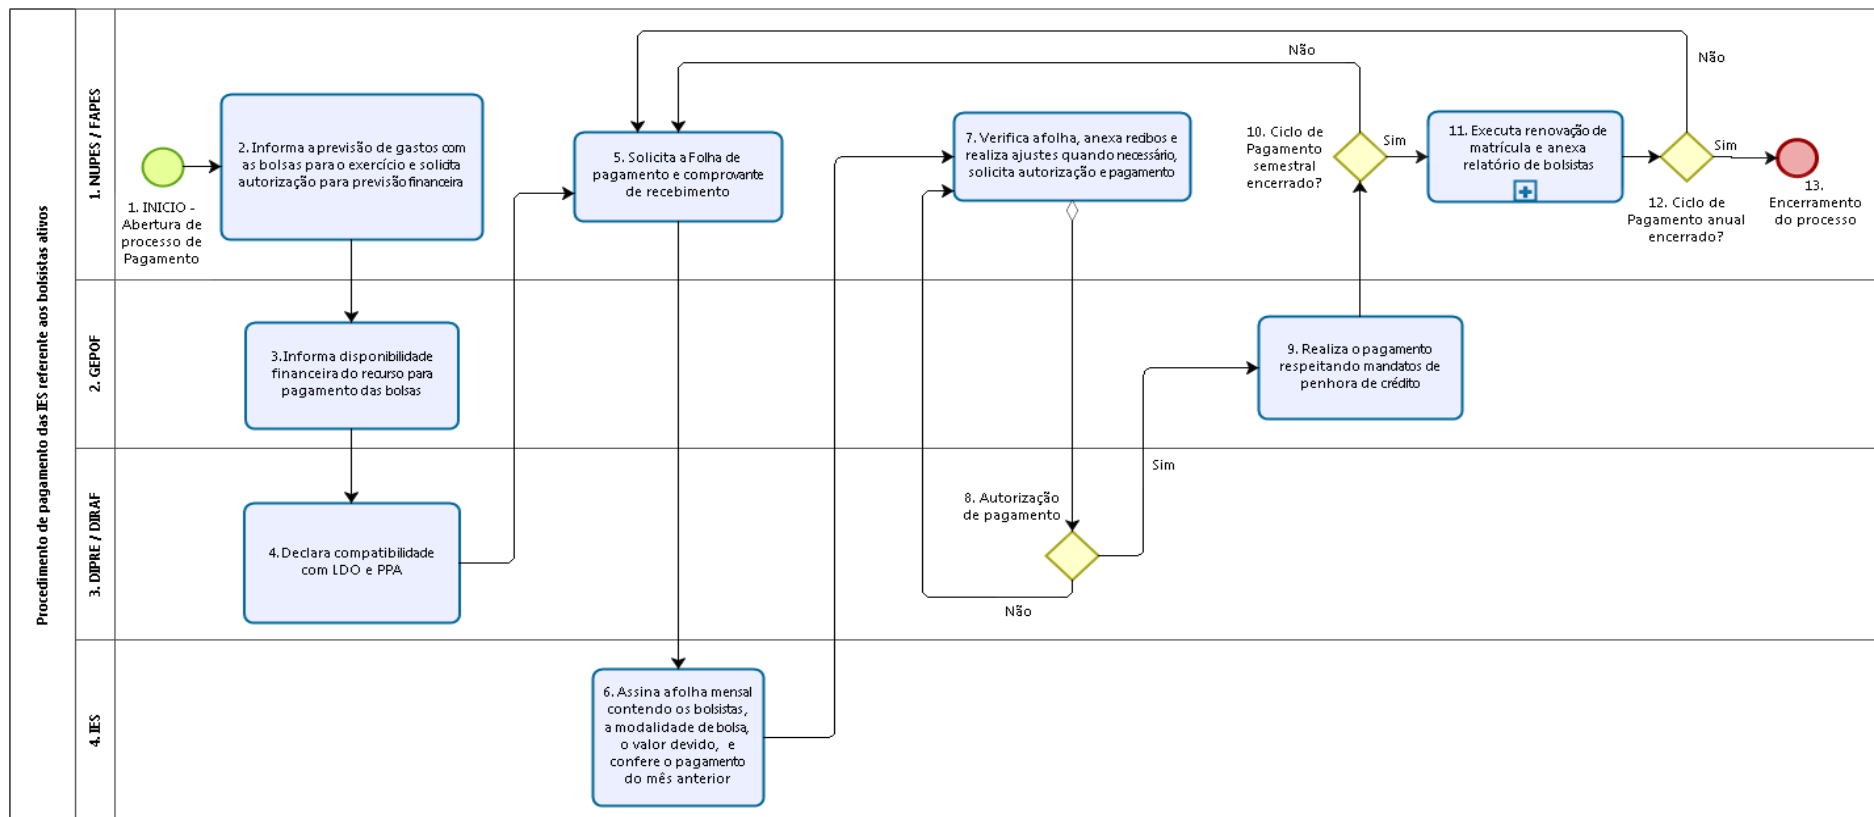 Procedimento de pagamento das IES referente aos bolsistas ativos
1. NUPES / FAPES
1. INICIO -
Abertura de
processo de
Pagamento
2. Informa a previsão de gastos com
as bolsas para o exercício e solicita
autorização para previsão financeira
5. Solicita a Folha de
pagamento e comprovante
de recebimento
7. Verifica a folha, anexa recibos e
realiza ajustes quando necessário,
solicita autorização e pagamento
10. Ciclo de
Pagamento
semestral
encerrado?
Não
Sim
11. Executa renovação de
matrícula e anexa
relatório de bolsistas
12. Ciclo de
Pagamento anual
encerrado?
Não
Sim
13.
Encerramento
do processo
2. GEPOF
3.Informa disponibilidade
financeira do recurso para
pagamento das bolsas
9. Realiza o pagamento
respeitando mandatos de
penhora de crédito
3. DIPRE / DIRAF
4. Declara compatibilidade
com LDO e PPA
8. Autorização
de pagamento
Sim
Não
4. IES
6. Assina a folha mensal
contendo os bolsistas,
a modalidade de bolsa,
o valor devido, e
confere o pagamento
do mês anterior